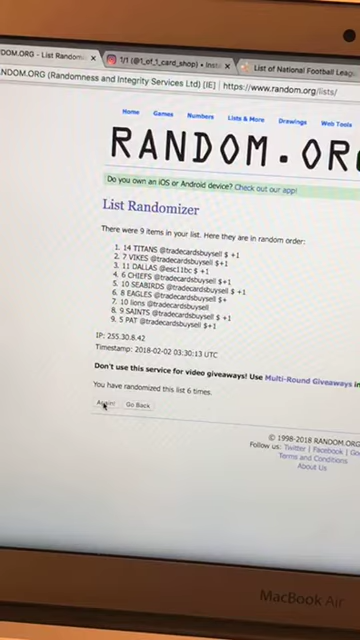 DOM.ORG - List Random
1/1 (@1_of_1_card_shop) • Insta
List of National Football Leag
NDOM.ORG (Randomness and Integrity Services Ltd) [IE] | https://www.random.org/lists/
Home Games Numbers Lists & More Drawings Web Tools
RANDOM.ORG
Do you own an iOS or Android device? Check out our app!
List Randomizer
There were 9 items in your list. Here they are in random order:
1. 14 TITANS @tradecardsbuysell $ +1
2. 7 VIKES @tradecardsbuysell $+1
3. 11 DALLAS @esc11bc $ +1
4. 6 CHIEFS @tradecardsbuysell $+1
5. 10 SEABIRDS @tradecardsbuysell $ +1
6. 8 EAGLES @tradecardsbuysell $+
7. 10 lions @tradecardsbuysell
8. 9 SAINTS @tradecardsbuysell $ +1
9. 5 PAT @tradecardsbuysell $+1
IP: 255.30.8.42
Timestamp: 2018-02-02 03:30:13 UTC
Don't use this service for video giveaways! Use Multi-Round Giveaways in
You have randomized this list 6 times.
Again! Go Back
© 1998-2018 RANDOM.ORG
Follow us: Twitter | Facebook | Go
Terms and Conditions
About Us
MacBook Air